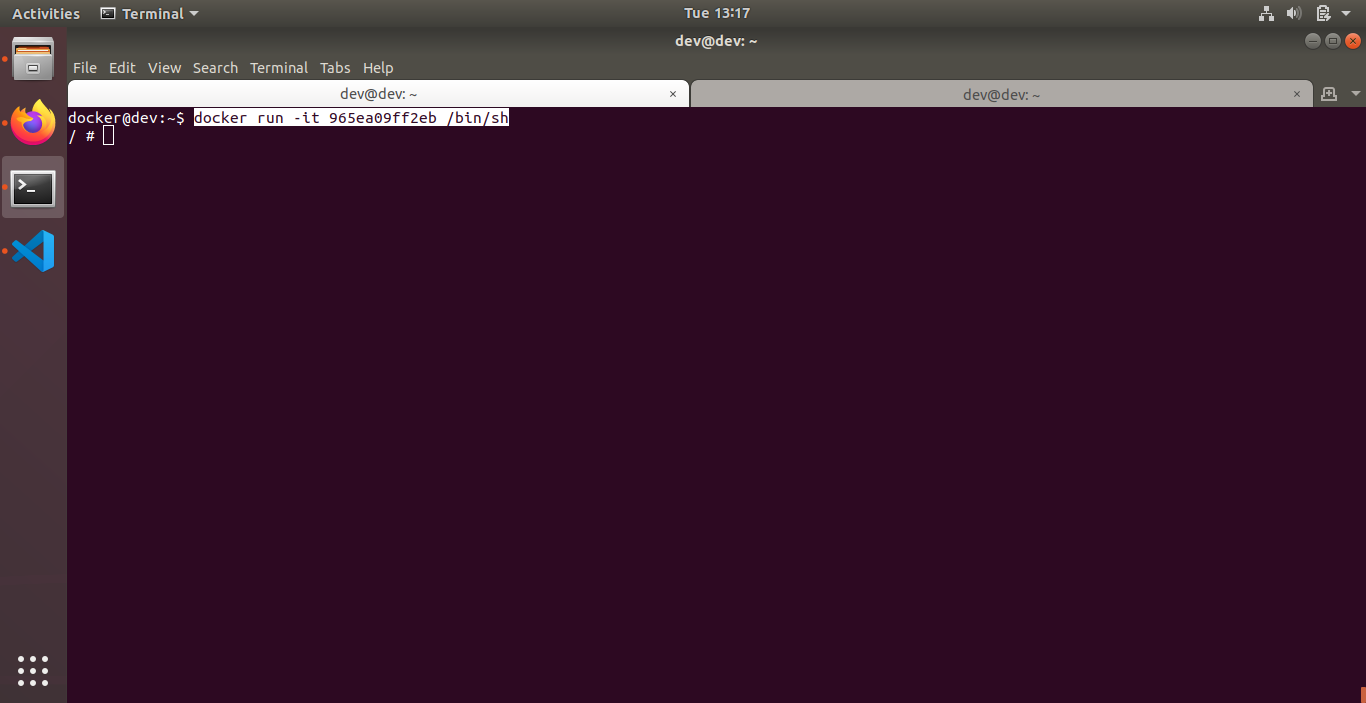 Activities Terminal Tue 13:17
dev@dev: ~
File Edit View Search Terminal Tabs Help
dev@dev: ~ × dev@dev: ~ ×
docker@dev:~$ docker run -it 965ea09ff2eb /bin/sh
/ #